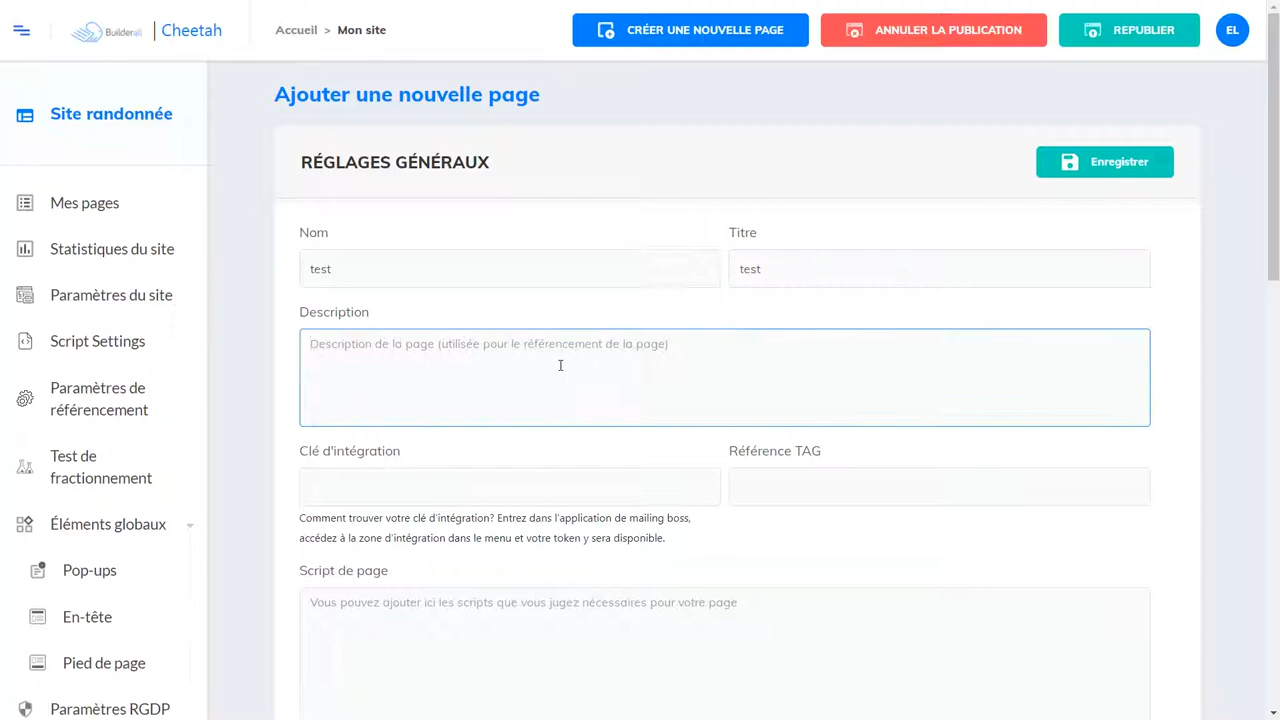 Builderall | Cheetah
Accueil > Mon site
CRÉER UNE NOUVELLE PAGE
ANNULER LA PUBLICATION
REPUBLIER
EL
Site randonnée
Mes pages
Statistiques du site
Paramètres du site
Script Settings
Paramètres de
référencement
Test de
fractionnement
Éléments globaux
Pop-ups
En-tête
Pied de page
Paramètres RGDP
Ajouter une nouvelle page
RÉGLAGES GÉNÉRAUX
Enregistrer
Nom
Titre
test
test
Description
Description de la page (utilisée pour le référencement de la page)
Clé d'intégration
Référence TAG
Comment trouver votre clé d'intégration? Entrez dans l'application de mailing boss,
accédez à la zone d'intégration dans le menu et votre token y sera disponible.
Script de page
Vous pouvez ajouter ici les scripts que vous jugez nécessaires pour votre page